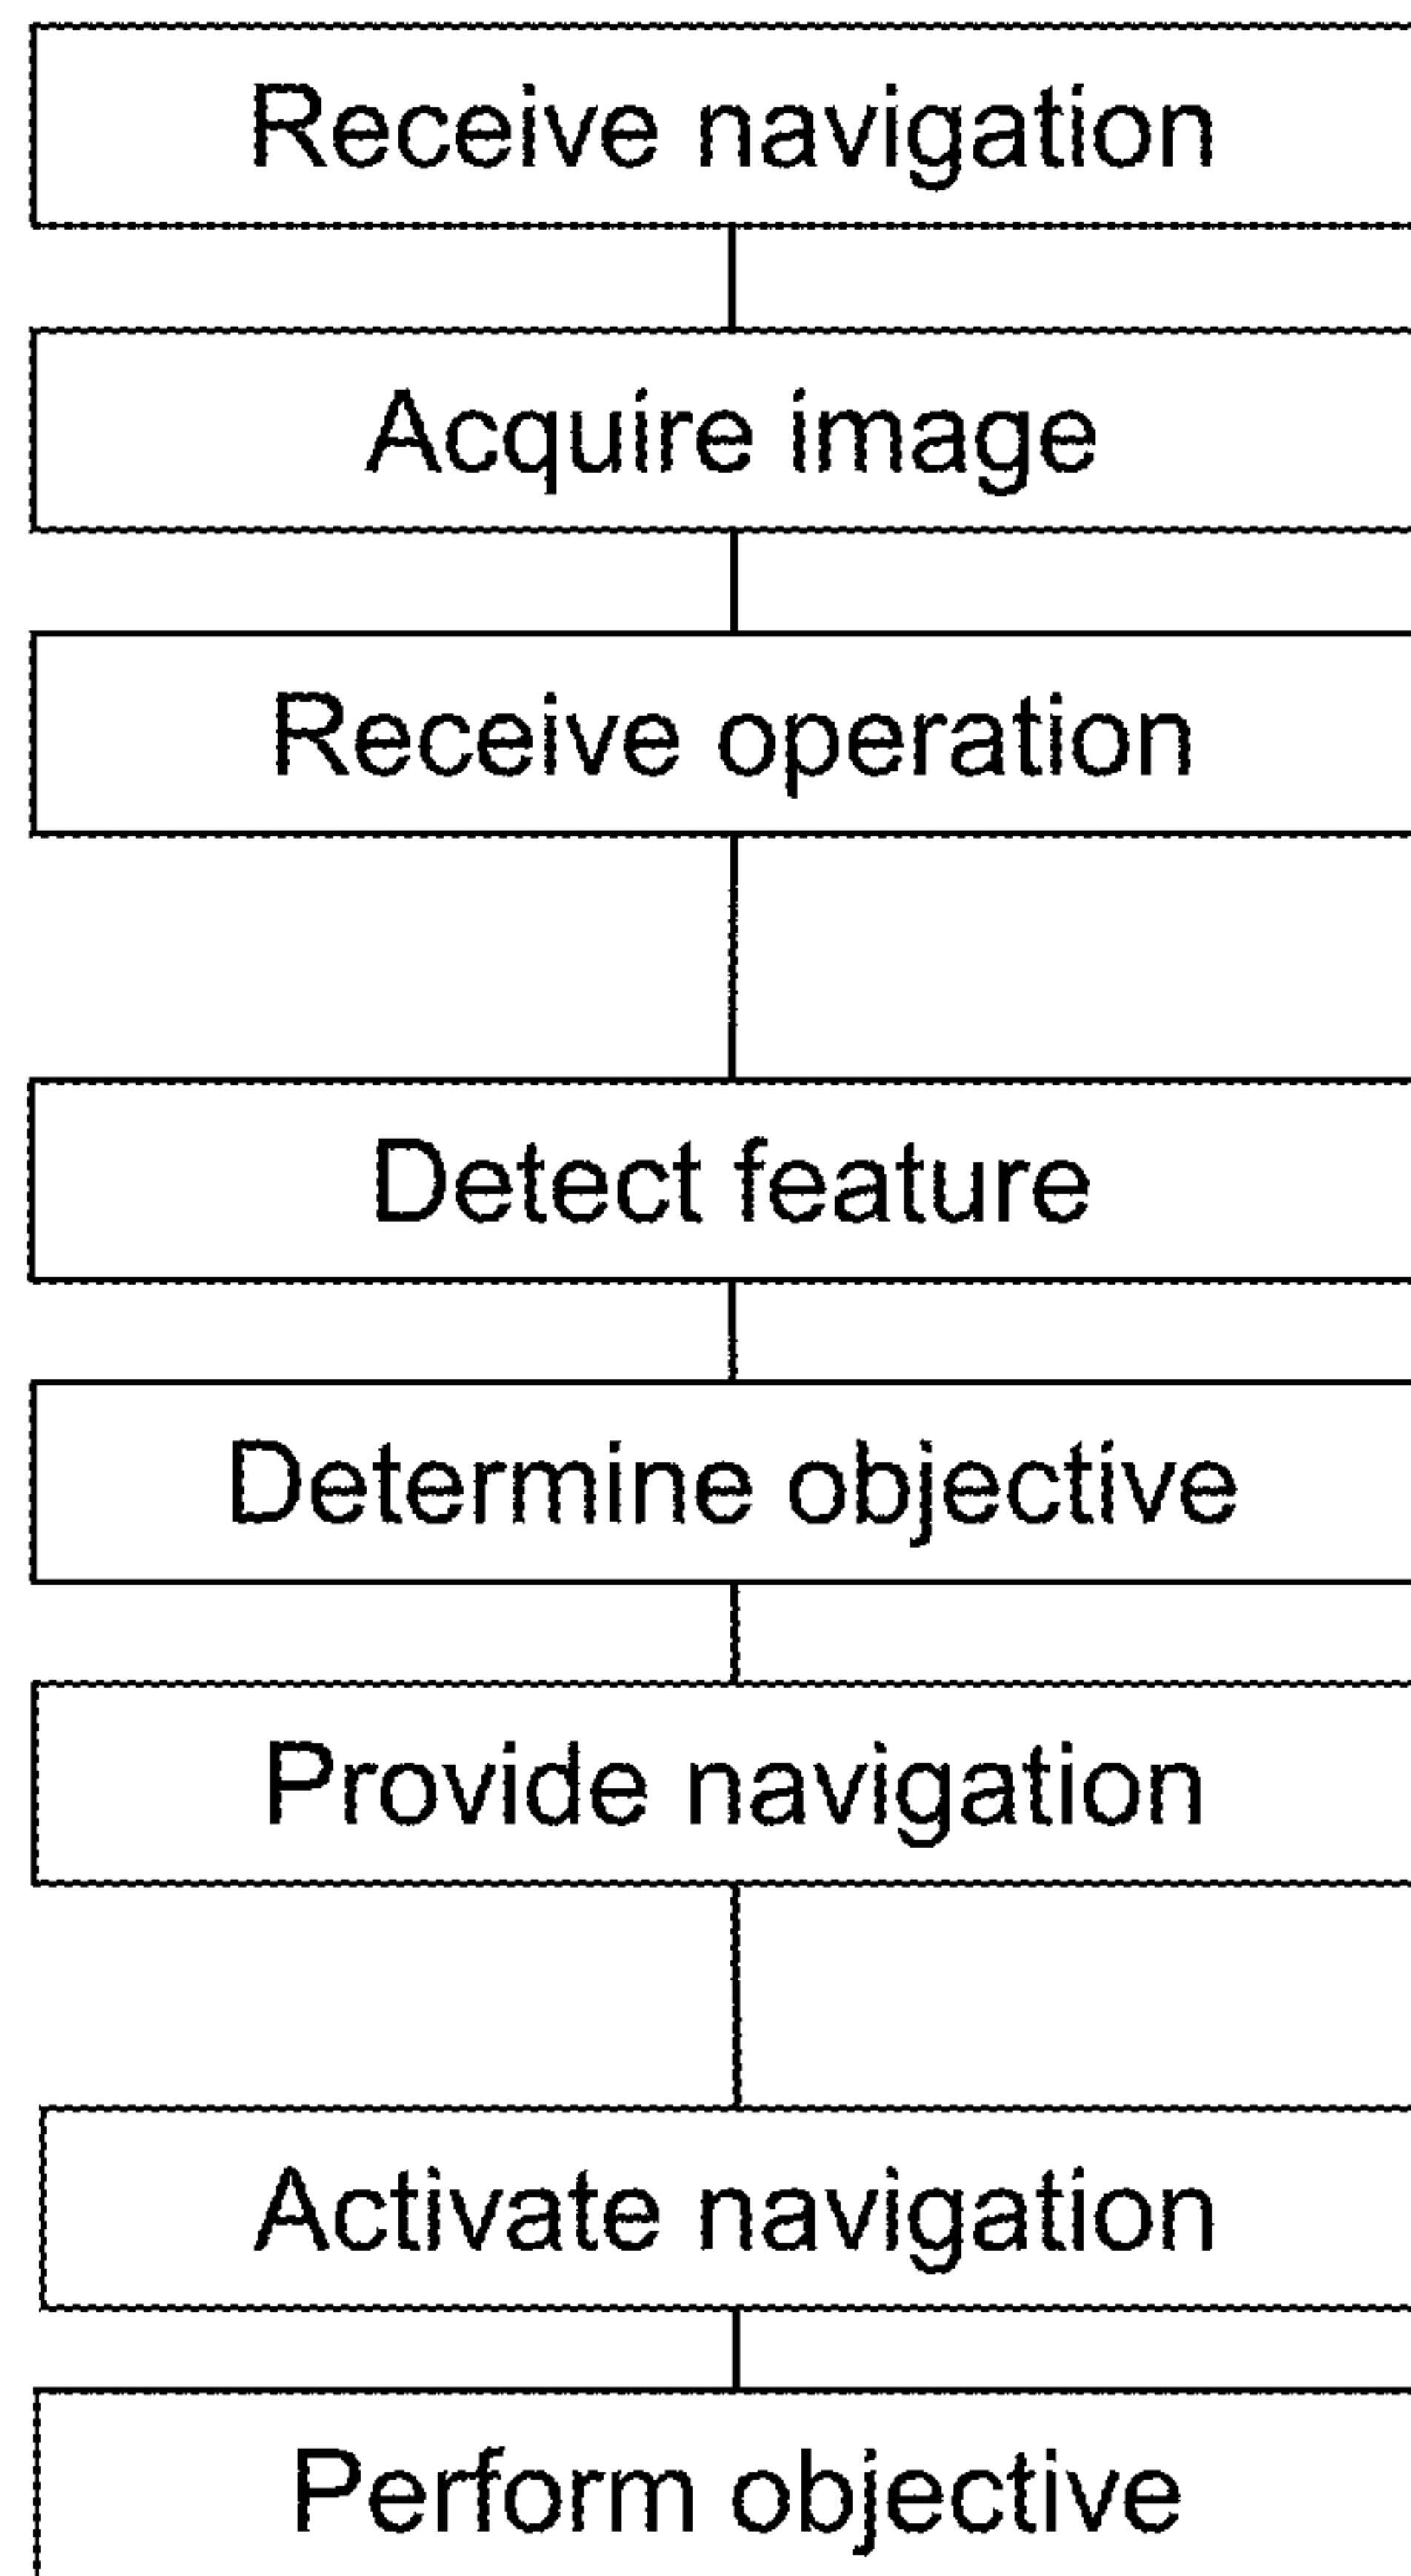 Receive navigation
Acquire image
Receive operation
Detect feature
Determine objective
Provide navigation
Activate navigation
Perform objective